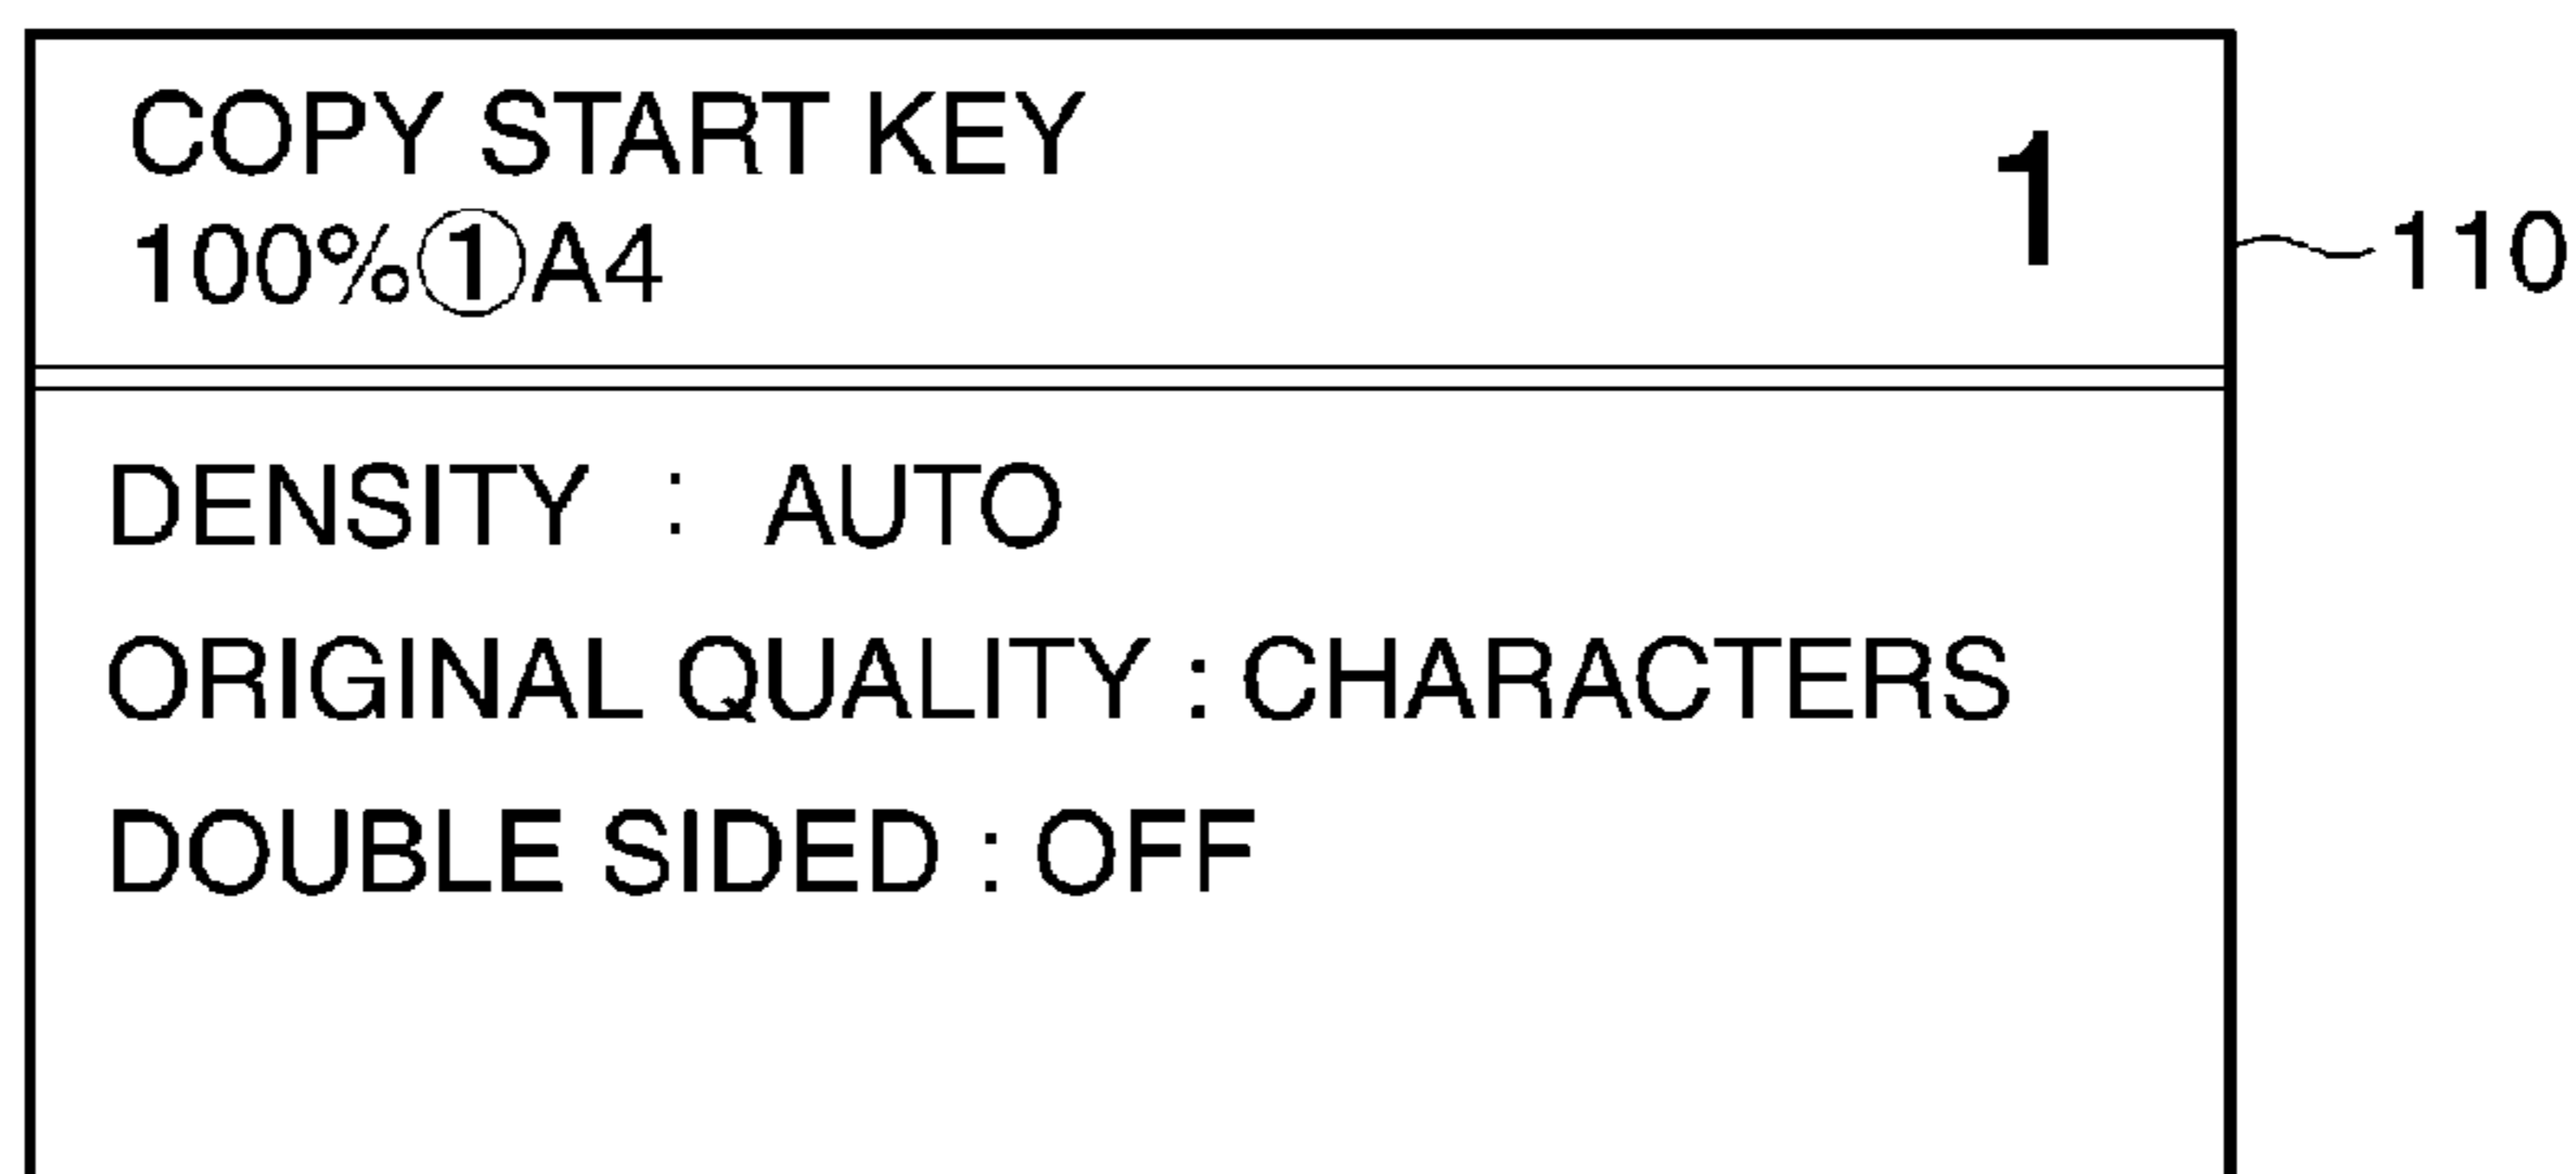 COPY START KEY
1
100%①A4
110
DENSITY : AUTO
ORIGINAL QUALITY : CHARACTERS
DOUBLE SIDED : OFF